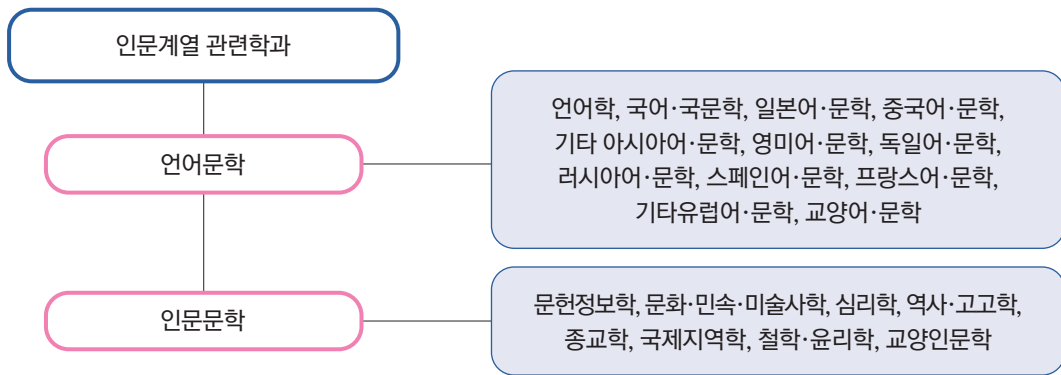 인문계열 관련학과
언어문학
언어학, 국어·국문학, 일본어·문학, 중국어·문학,
기타 아시아어·문학, 영미어·문학, 독일어·문학,
러시아어·문학, 스페인어·문학, 프랑스어·문학,
기타유럽어·문학, 교양어·문학
인문문학
문헌정보학, 문화·민속·미술사학, 심리학, 역사·고고학,
종교학, 국제지역학, 철학·윤리학, 교양인문학